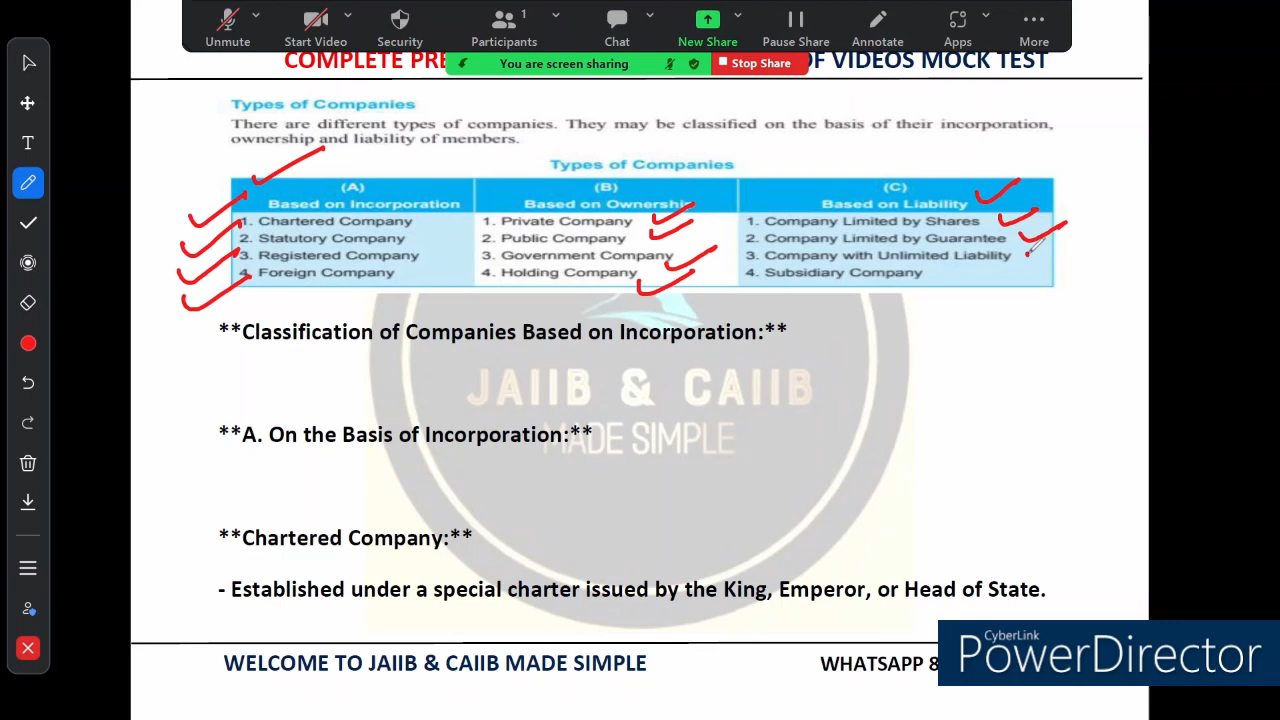 Unmute
Start Video
Security
Participants
1
Chat
New Share
Pause Share
Annotate
Apps
More
COMPLETE PRE
You are screen sharing
Stop Share
OF VIDEOS MOCK TEST
Types of Companies
There are different types of companies. They may be classified on the basis of their incorporation,
ownership and liability of members.
Types of Companies
(A)
Based on Incorporation
1. Chartered Company
2. Statutory Company
3. Registered Company
4. Foreign Company
(B)
Based on Ownership
1. Private Company
2. Public Company
3. Government Company
4. Holding Company
(C)
Based on Liability
1. Company Limited by Shares
2. Company Limited by Guarantee
3. Company with Unlimited Liability
4. Subsidiary Company
**Classification of Companies Based on Incorporation:**
JAIIB & CAIIB
MADE SIMPLE
**A. On the Basis of Incorporation:**
**Chartered Company:**
- Established under a special charter issued by the King, Emperor, or Head of State.
WELCOME TO JAIIB & CAIIB MADE SIMPLE
WHATSAPP 8
CyberLink
PowerDirector